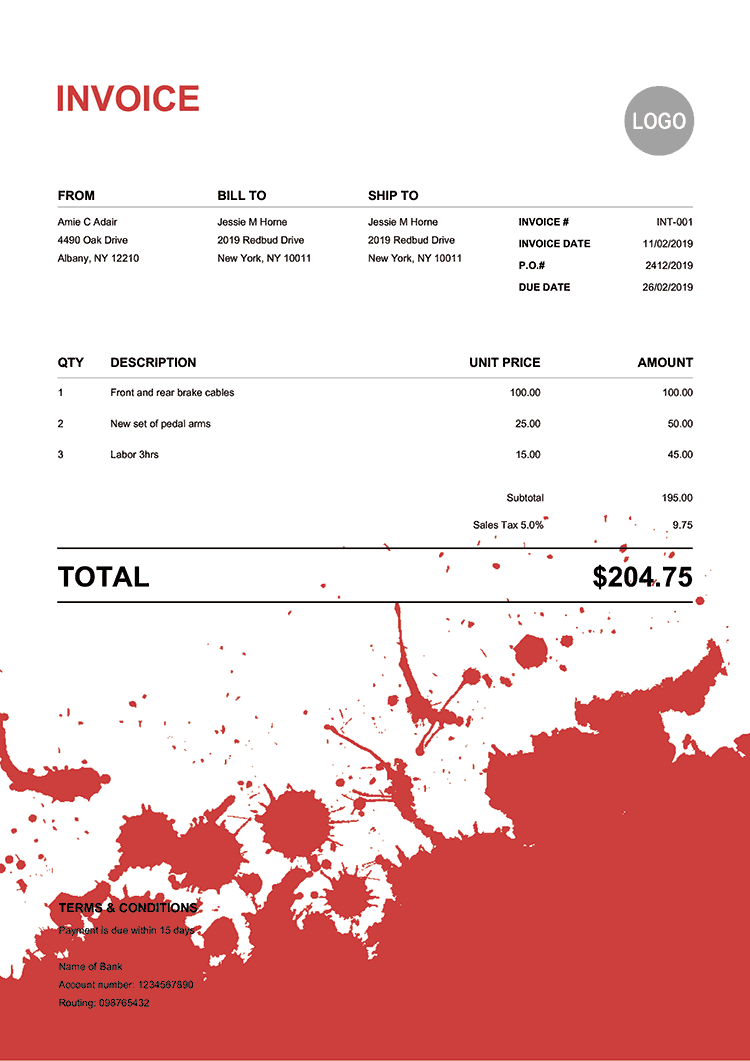 INVOICE
LOGO
FROM BILL TO SHIP TO
Amie C Adair Jessie M Horne Jessie M Horne INVOICE # INT-001
4490 Oak Drive 2019 Redbud Drive 2019 Redbud Drive INVOICE DATE 11/02/2019
Albany, NY 12210 New York, NY 10011 New York, NY 10011 P.O.# 2412/2019
DUE DATE 26/02/2019
QTY DESCRIPTION UNIT PRICE AMOUNT
1 Front and rear brake cables 100.00 100.00
2 New set of pedal arms 25.00 50.00
3 Labor 3hrs 15.00 45.00
Subtotal 195.00
Sales Tax 5.0% 9.75
TOTAL $204.75
TERMS & CONDITIONS
Payment is due within 15 days
Name of Bank
Account number: 1234567890
Routing: 098765432